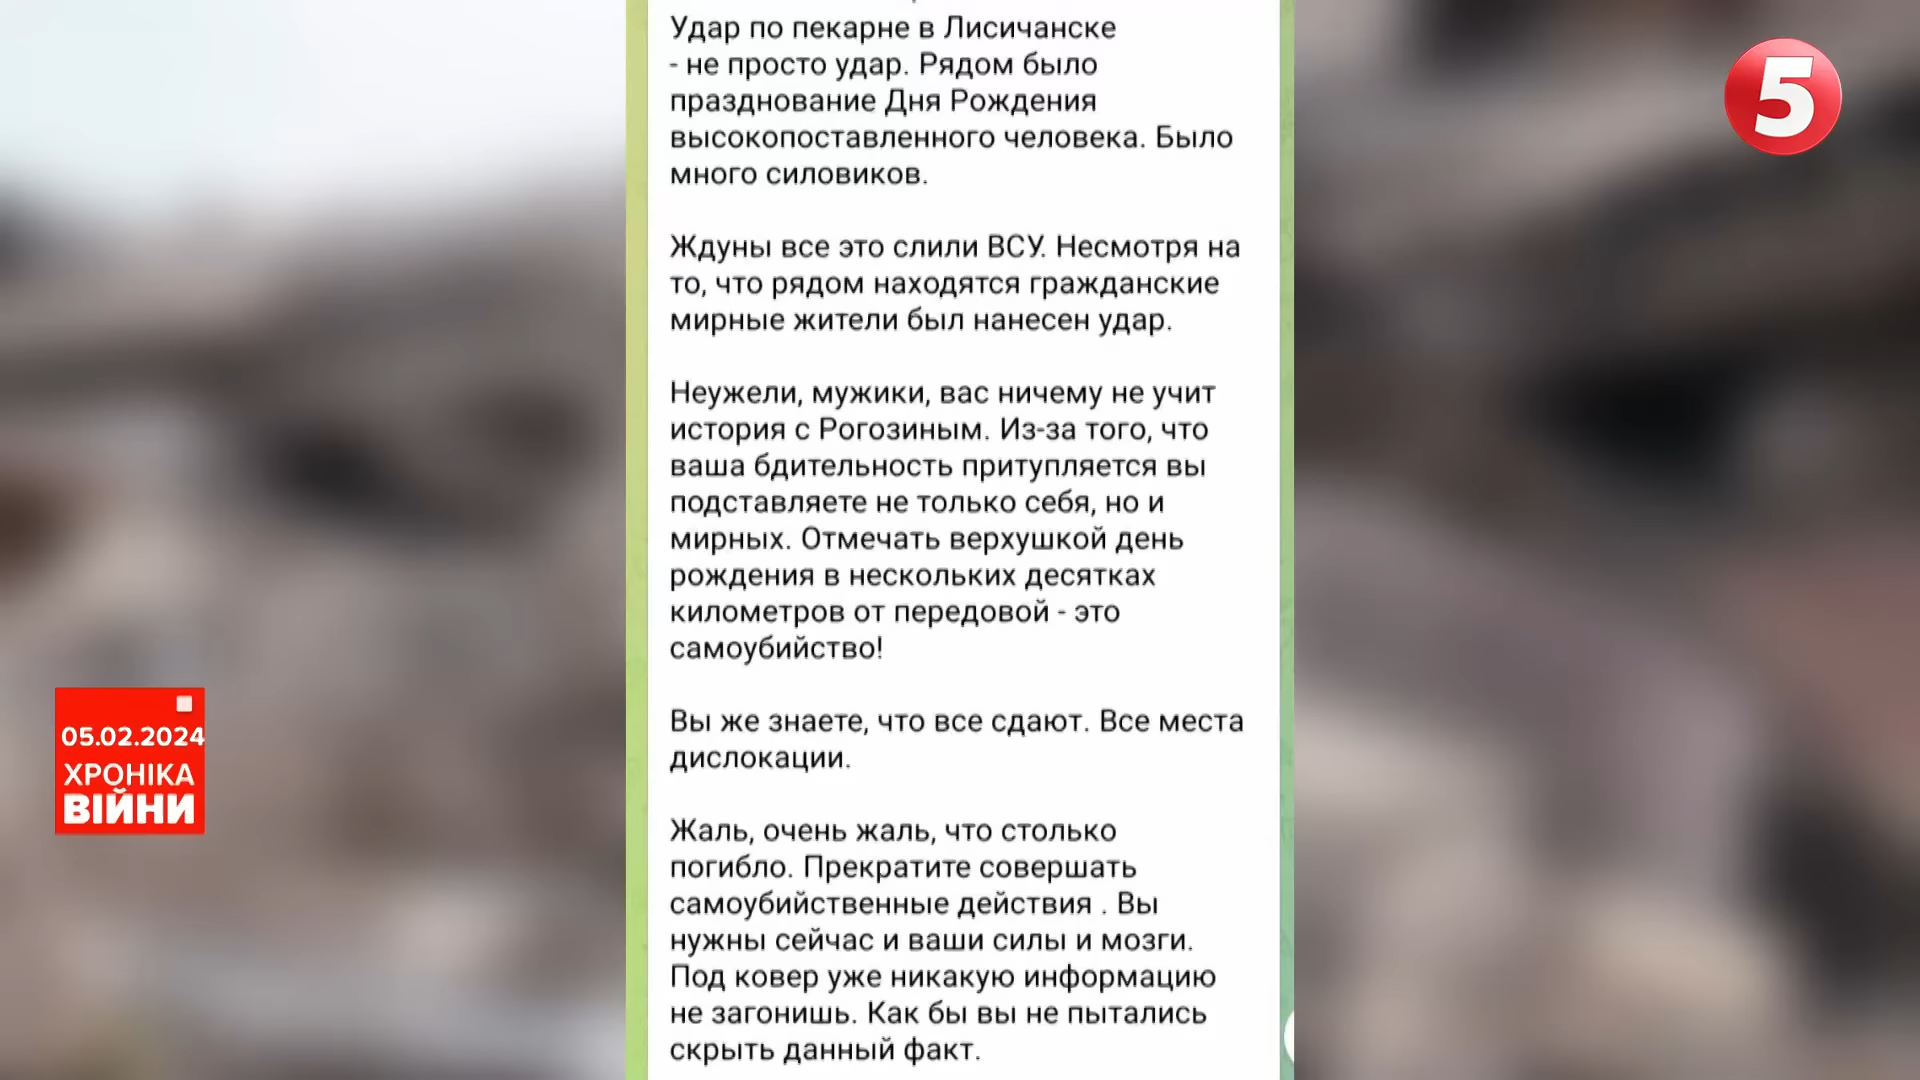 Удар по пекарне в Лисичанске
- не просто удар. Рядом было
празднование Дня Рождения
высокопоставленного человека. Было
много силовиков.
Ждуны все это слили ВСУ. Несмотря на
то, что рядом находятся гражданские
мирные жители был нанесен удар.
Неужели, мужики, вас ничему не учит
история с Рогозиным. Из-за того, что
ваша бдительность притупляется вы
подставляете не только себя, но и
мирных. Отмечать верхушкой день
рождения в нескольких десятках
километров от передовой - это
самоубийство!
Вы же знаете, что все сдают. Все места
дислокации.
Жаль, очень жаль, что столько
погибло. Прекратите совершать
самоубийственные действия . Вы
нужны сейчас и ваши силы и мозги.
Под ковер уже никакую информацию
не загонишь. Как бы вы не пытались
скрыть данный факт.
5
05.02.2024
ХРОНІКА
ВІЙНИ